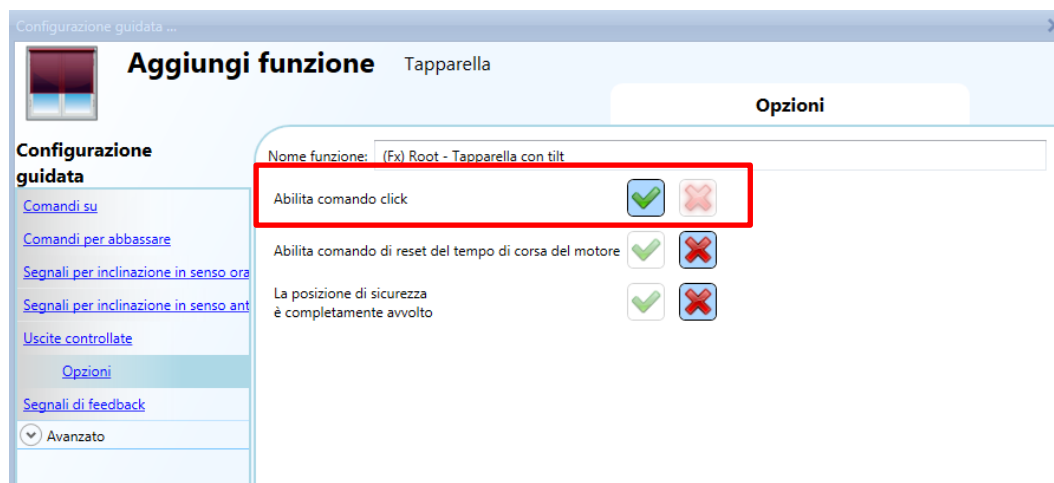 Configurazione guidata ...
Aggiungi funzione Tapparella
Opzioni
Configurazione
guidata
Comandi su
Comandi per abbassare
Segnali per inclinazione in senso ora
Segnali per inclinazione in senso ant
Uscite controllate
Opzioni
Segnali di feedback
Avanzato
Nome funzione: (Fx) Root - Tapparella con tilt
Abilita comando click
Abilita comando di reset del tempo di corsa del motore
La posizione di sicurezza
è completamente avvolto